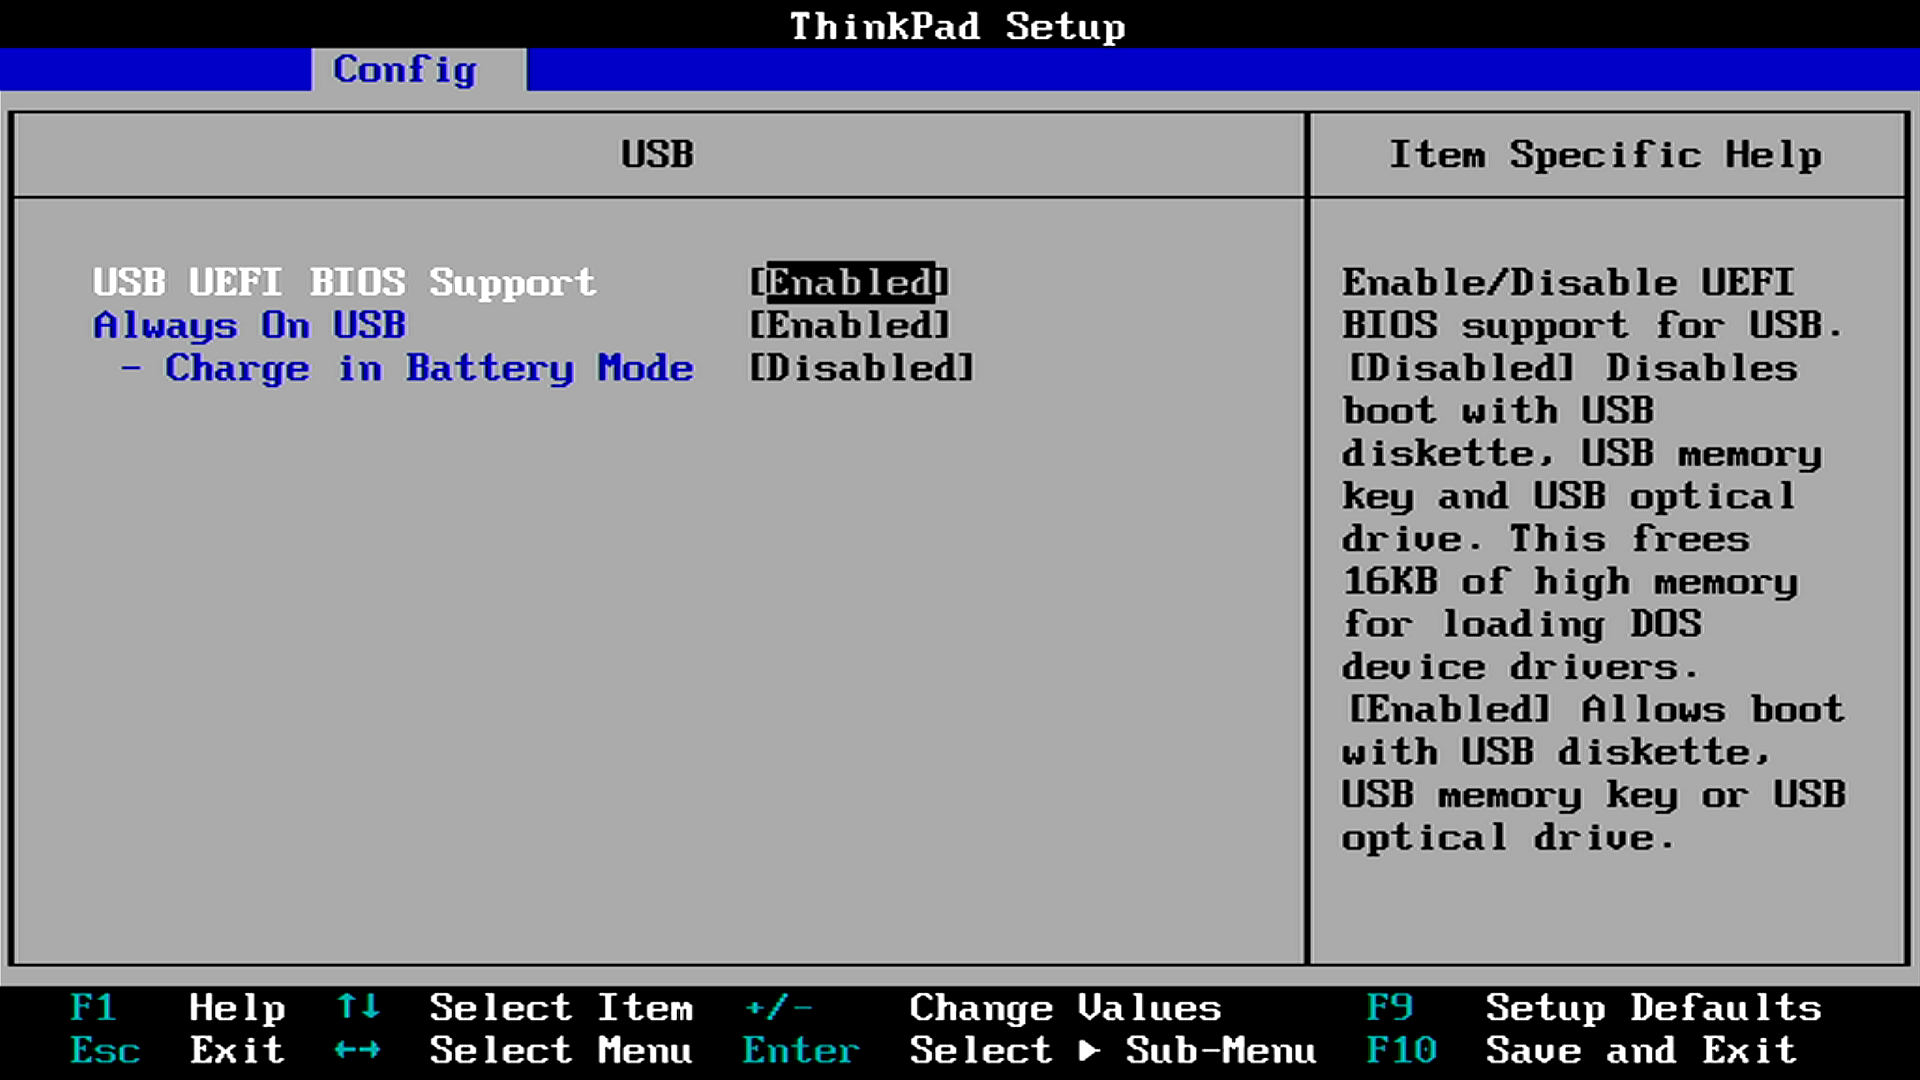 ThinkPad Setup
Config
USB
Item Specific Help
USB UEFI BIOS Support [Enabled]
Always On USB [Enabled]
- Charge in Battery Mode [Disabled]
Enable/Disable UEFI
BIOS support for USB.
[Disabled] Disables
boot with USB
diskette, USB memory
key and USB optical
drive. This frees
16KB of high memory
for loading DOS
device drivers.
[Enabled] Allows boot
with USB diskette,
USB memory key or USB
optical drive.
F1 Help ↑↓ Select Item +/- Change Values F9 Setup Defaults
Esc Exit ←→ Select Menu Enter Select ▶ Sub-Menu F10 Save and Exit